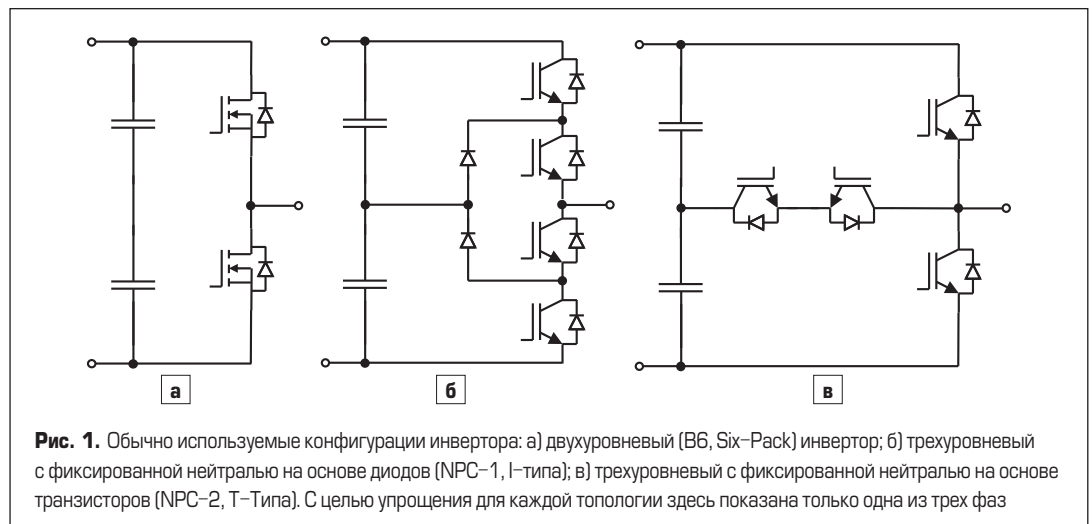 а
б
в
Рис. 1. Обычно используемые конфигурации инвертора: а) двухуровневый (B6, Six–Pack) инвертор; б) трехуровневый
с фиксированной нейтралью на основе диодов (NPC–1, I–типа); в) трехуровневый с фиксированной нейтралью на основе
транзисторов (NPC–2, Т–Типа). С целью упрощения для каждой топологии здесь показана только одна из трех фаз